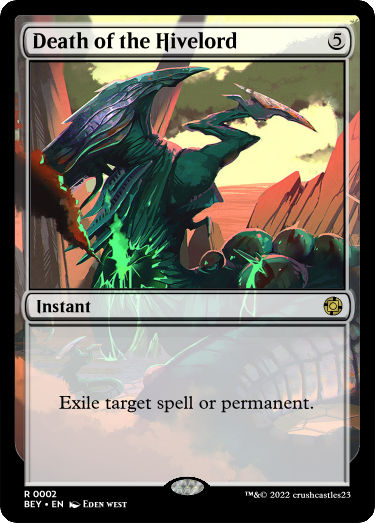 Death of the Hivelord 5
Instant
Exile target spell or permanent.
R 0002
BEY • EN Eden west
™&© 2022 crushcastles23